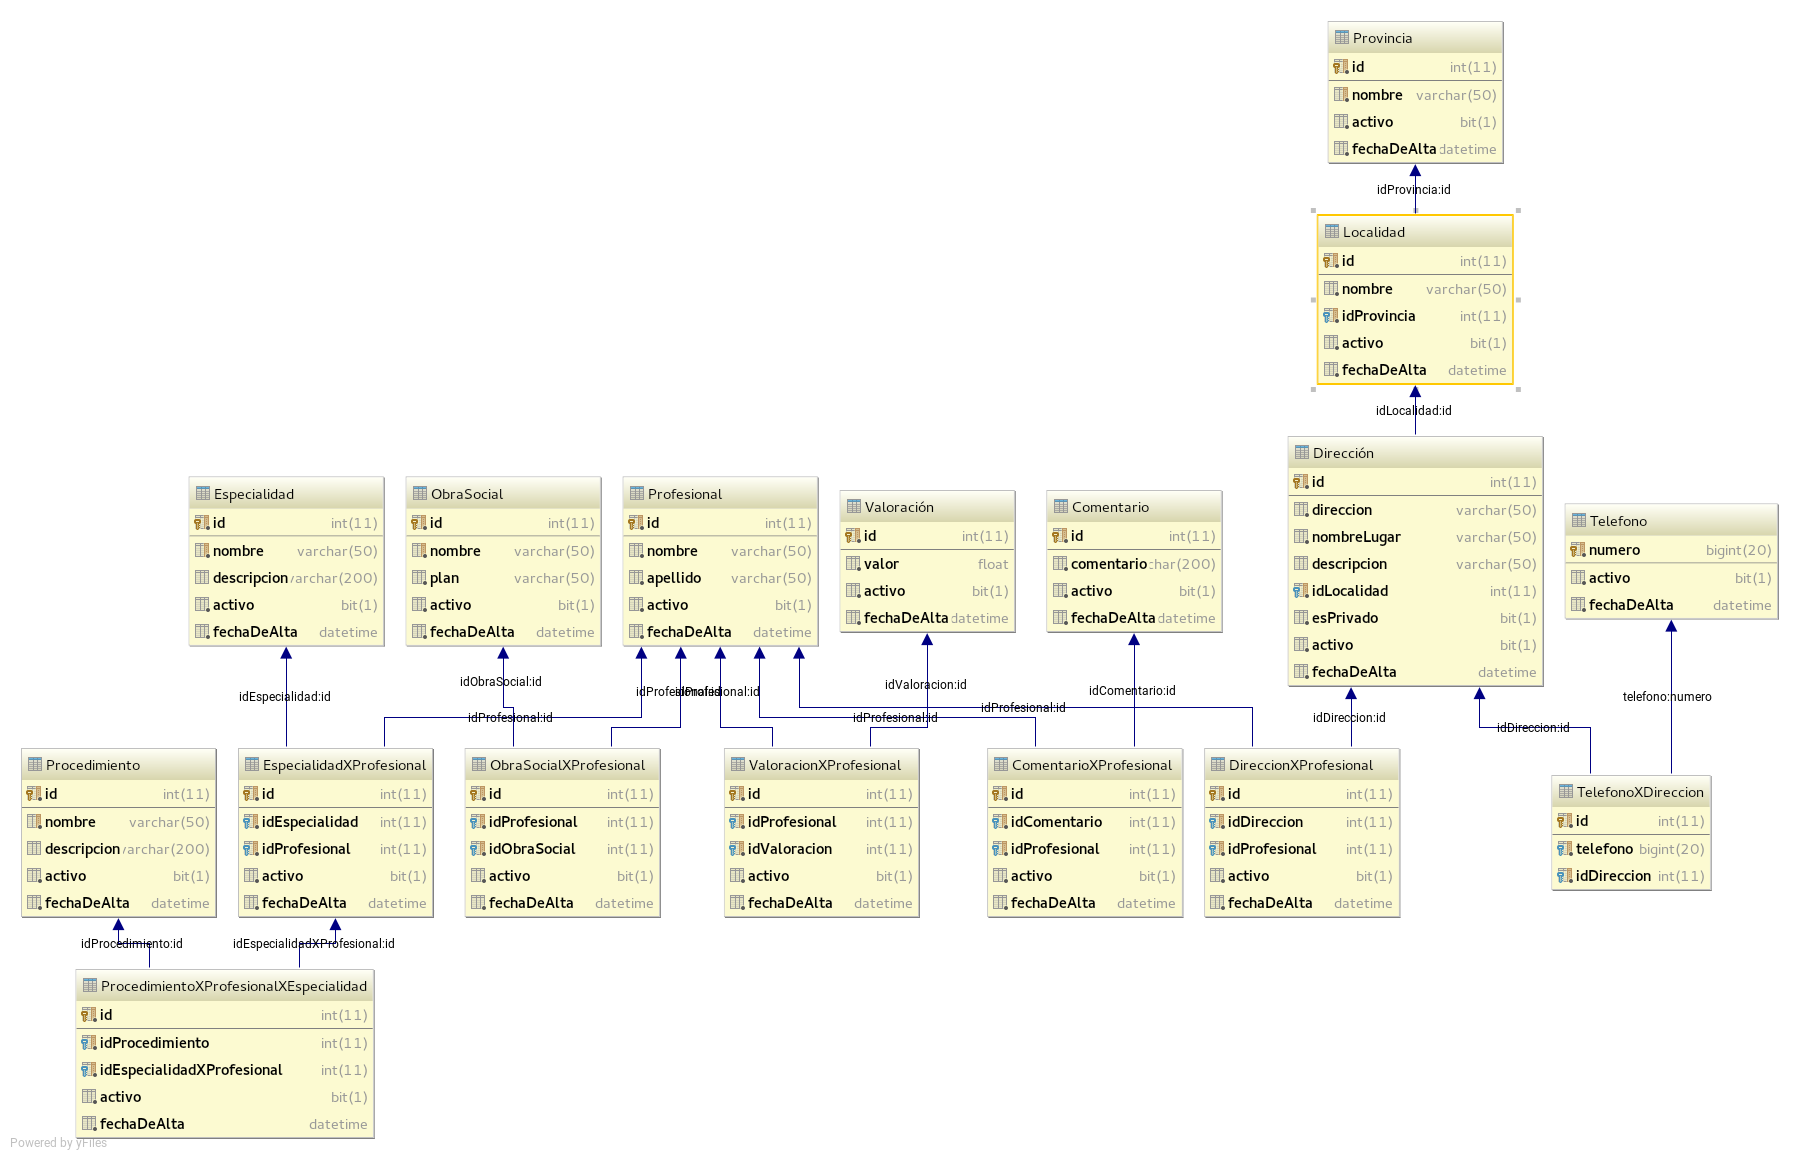 Provincia
id int(11)
nombre varchar(50)
activo bit(1)
fechaDeAlta datetime
idProvincia:id
Localidad
id int(11)
nombre varchar(50)
idProvincia int(11)
activo bit(1)
fechaDeAlta datetime
idLocalidad:id
Dirección
id int(11)
direccion varchar(50)
nombreLugar varchar(50)
descripcion varchar(50)
idLocalidad int(11)
esPrivado bit(1)
activo bit(1)
fechaDeAlta datetime
Especialidad
id int(11)
nombre varchar(50)
descripcion varchar(200)
activo bit(1)
fechaDeAlta datetime
ObraSocial
id int(11)
nombre varchar(50)
plan varchar(50)
activo bit(1)
fechaDeAlta datetime
Profesional
id int(11)
nombre varchar(50)
apellido varchar(50)
activo bit(1)
fechaDeAlta datetime
Valoración
id int(11)
valor float
activo bit(1)
fechaDeAlta datetime
Comentario
id int(11)
comentario char(200)
activo bit(1)
fechaDeAlta datetime
Telefono
numero bigint(20)
activo bit(1)
fechaDeAlta datetime
idEspecialidad:id
idObraSocial:id
idProfesional:id
idProfesional:id
idProfesional:id
idValoracion:id
idProfesional:id
idComentario:id
idProfesional:id
idDireccion:id
idDireccion:id
telefono:numero
Procedimiento
id int(11)
nombre varchar(50)
descripcion varchar(200)
activo bit(1)
fechaDeAlta datetime
EspecialidadXProfesional
id int(11)
idEspecialidad int(11)
idProfesional int(11)
activo bit(1)
fechaDeAlta datetime
ObraSocialXProfesional
id int(11)
idProfesional int(11)
idObraSocial int(11)
activo bit(1)
fechaDeAlta datetime
ValoracionXProfesional
id int(11)
idProfesional int(11)
idValoracion int(11)
activo bit(1)
fechaDeAlta datetime
ComentarioXProfesional
id int(11)
idComentario int(11)
idProfesional int(11)
activo bit(1)
fechaDeAlta datetime
DireccionXProfesional
id int(11)
idDireccion int(11)
idProfesional int(11)
activo bit(1)
fechaDeAlta datetime
TelefonoXDireccion
id int(11)
telefono bigint(20)
idDireccion int(11)
idProcedimiento:id
idEspecialidadXProfesional:id
ProcedimientoXProfesionalXEspecialidad
id int(11)
idProcedimiento int(11)
idEspecialidadXProfesional int(11)
activo bit(1)
fechaDeAlta datetime
Powered by yFiles